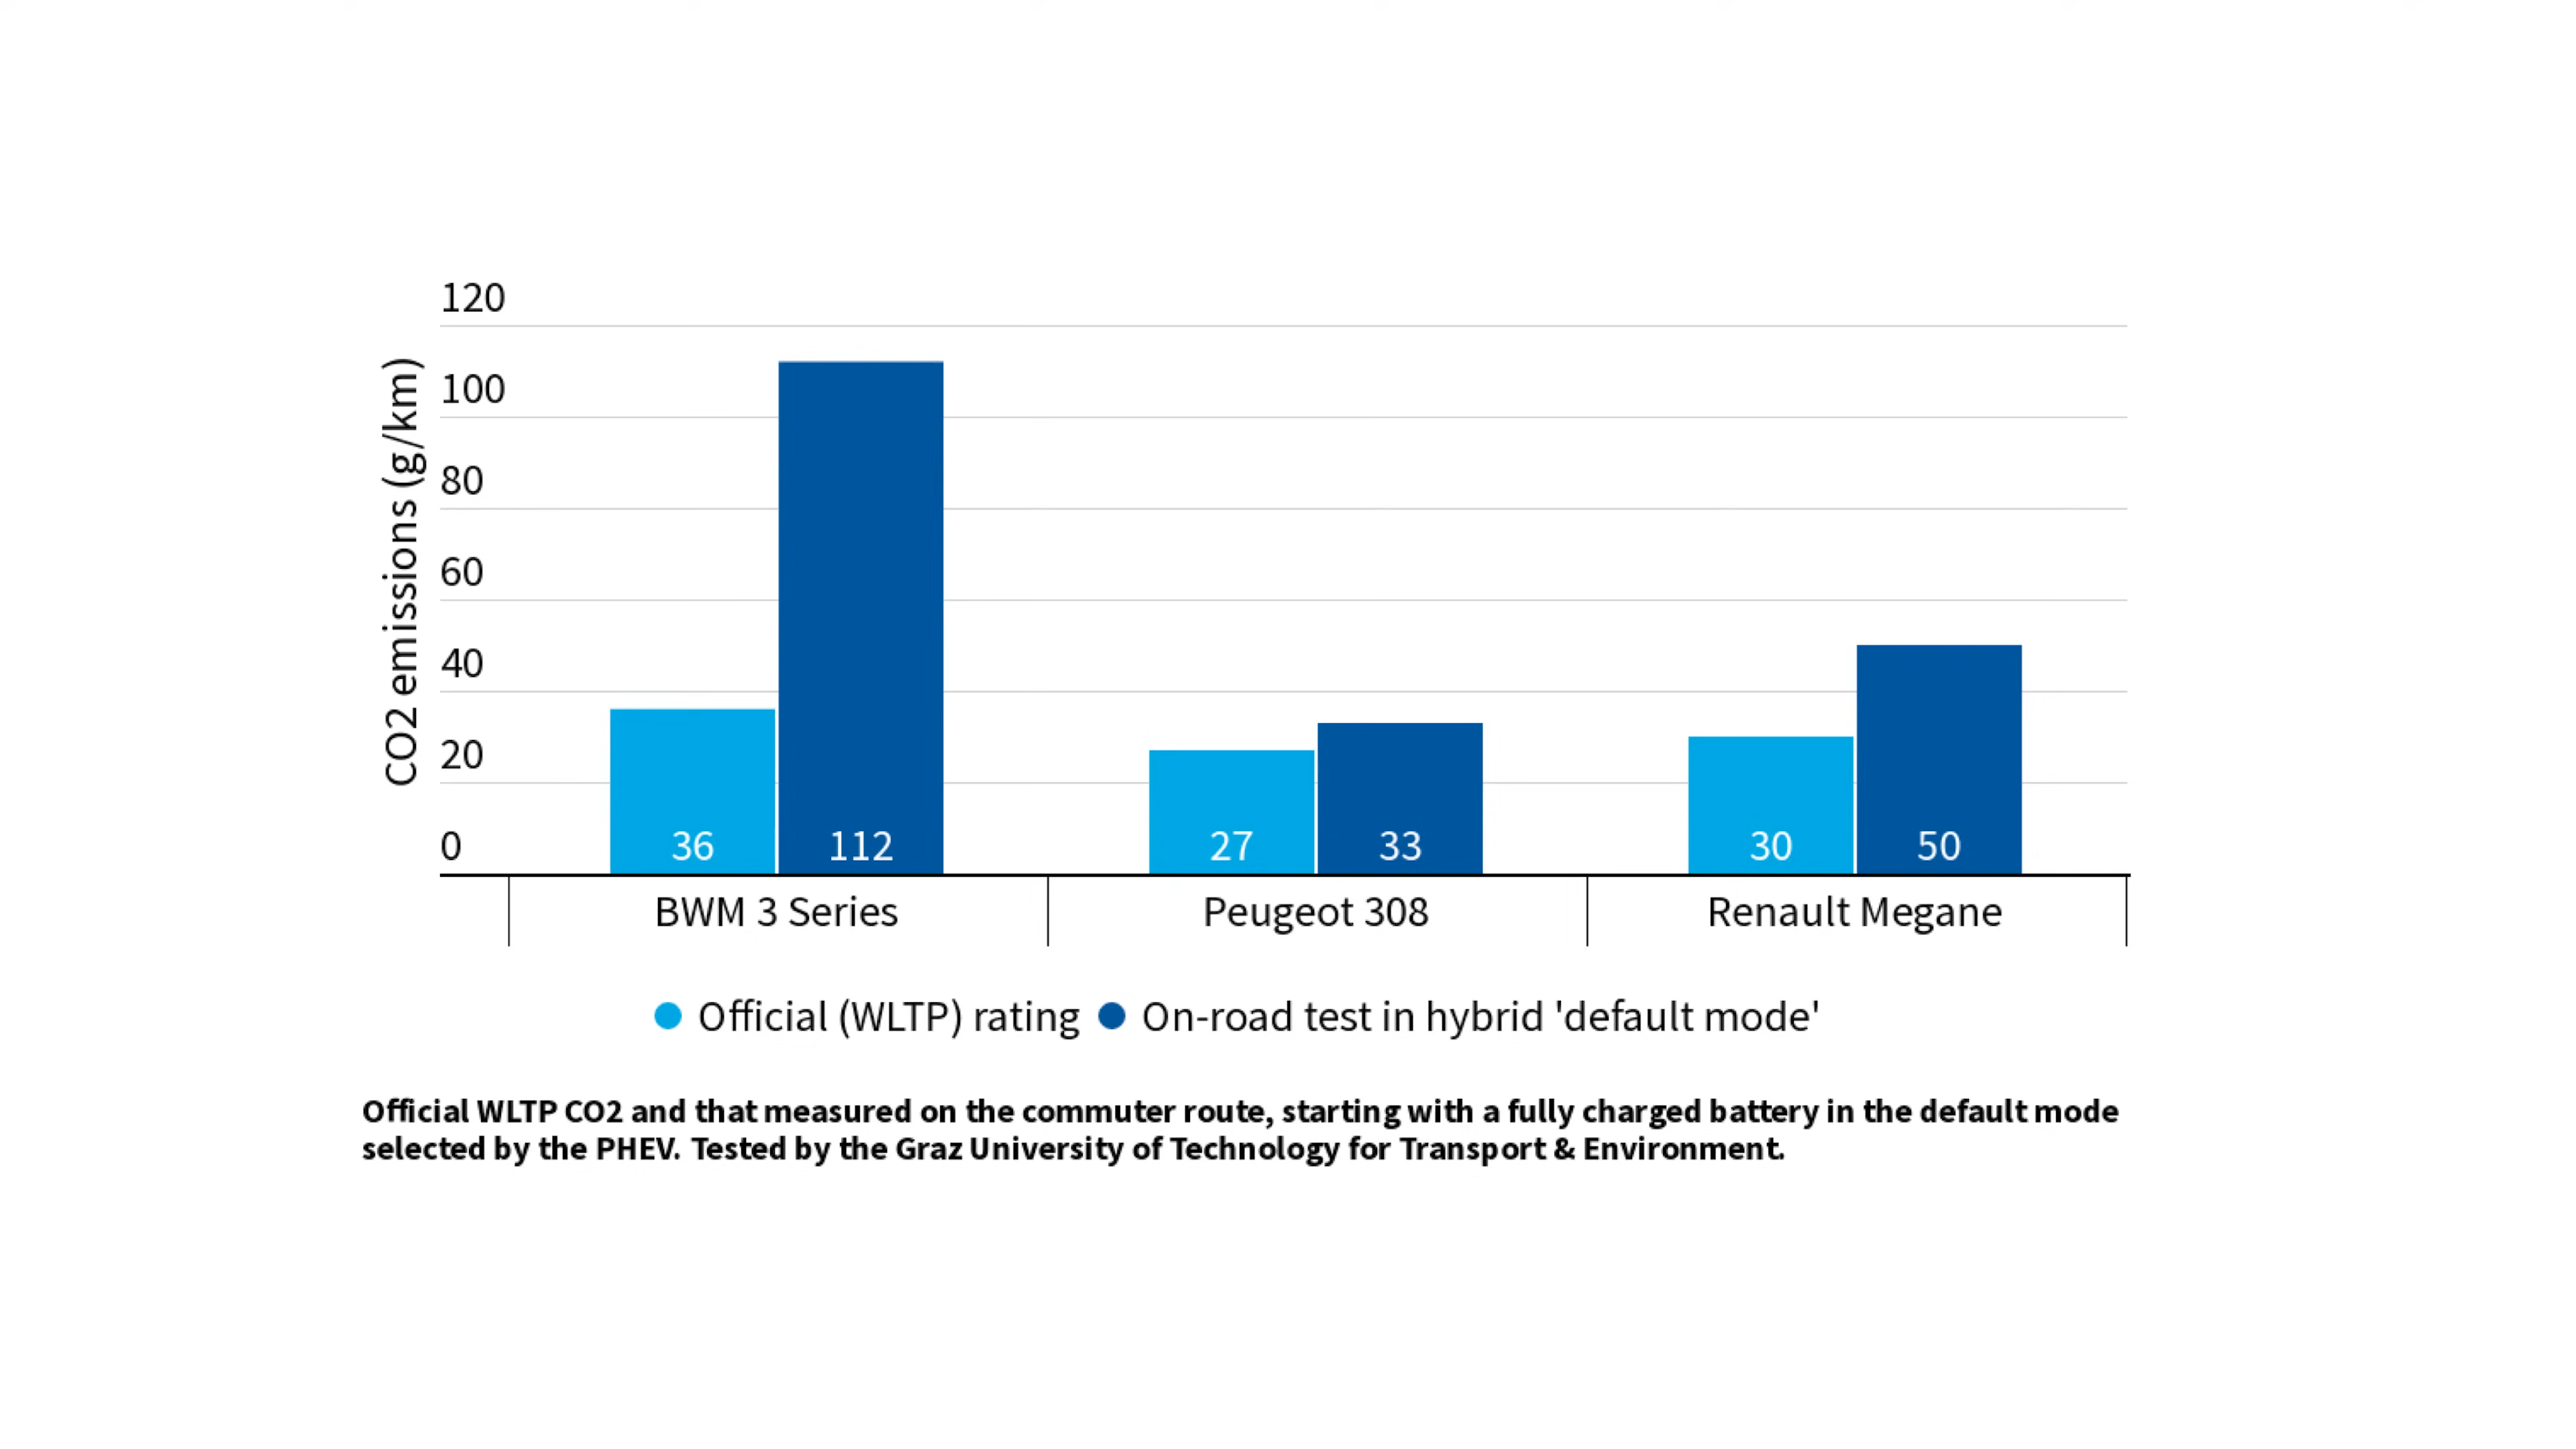 120
100
80
60
40
20
0
CO2 emissions (g/km)
36 112 27 33 30 50
BWM 3 Series Peugeot 308 Renault Megane
Official (WLTP) rating On-road test in hybrid 'default mode'
Official WLTP CO2 and that measured on the commuter route, starting with a fully charged battery in the default mode
selected by the PHEV. Tested by the Graz University of Technology for Transport & Environment.